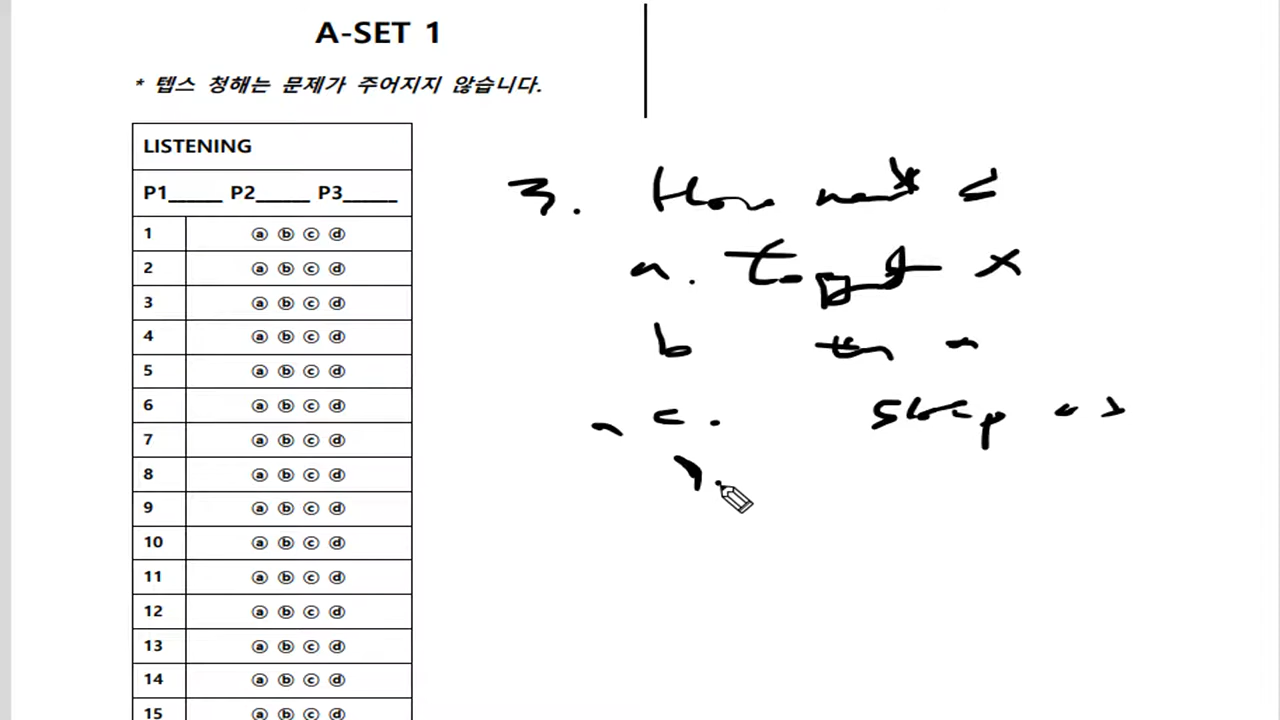 A-SET 1
* 텝스 청해는 문제가 주어지지 않습니다.
LISTENING
P1_____ P2_____ P3_____
1 ⓐ ⓑ ⓒ ⓓ
2 ⓐ ⓑ ⓒ ⓓ
3 ⓐ ⓑ ⓒ ⓓ
4 ⓐ ⓑ ⓒ ⓓ
5 ⓐ ⓑ ⓒ ⓓ
6 ⓐ ⓑ ⓒ ⓓ
7 ⓐ ⓑ ⓒ ⓓ
8 ⓐ ⓑ ⓒ ⓓ
9 ⓐ ⓑ ⓒ ⓓ
10 ⓐ ⓑ ⓒ ⓓ
11 ⓐ ⓑ ⓒ ⓓ
12 ⓐ ⓑ ⓒ ⓓ
13 ⓐ ⓑ ⓒ ⓓ
14 ⓐ ⓑ ⓒ ⓓ
15 ⓐ ⓑ ⓒ ⓓ
3. How
a.
b
c. sleep